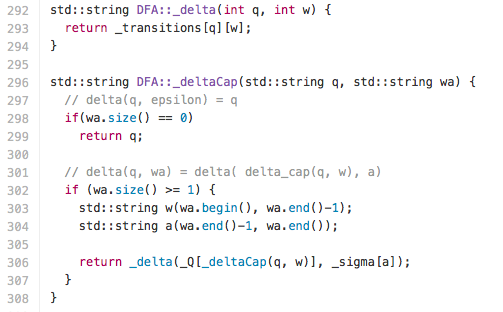 292 std::string DFA::_delta(int q, int w) {
293   return _transitions[q][w];
294 }
295
296 std::string DFA::_deltaCap(std::string q, std::string wa) {
297   // delta(q, epsilon) = q
298   if(wa.size() == 0)
299     return q;
300
301   // delta(q, wa) = delta( delta_cap(q, w), a)
302   if (wa.size() >= 1) {
303     std::string w(wa.begin(), wa.end()-1);
304     std::string a(wa.end()-1, wa.end());
305
306     return _delta(_Q[_deltaCap(q, w)], _sigma[a]);
307   }
308 }